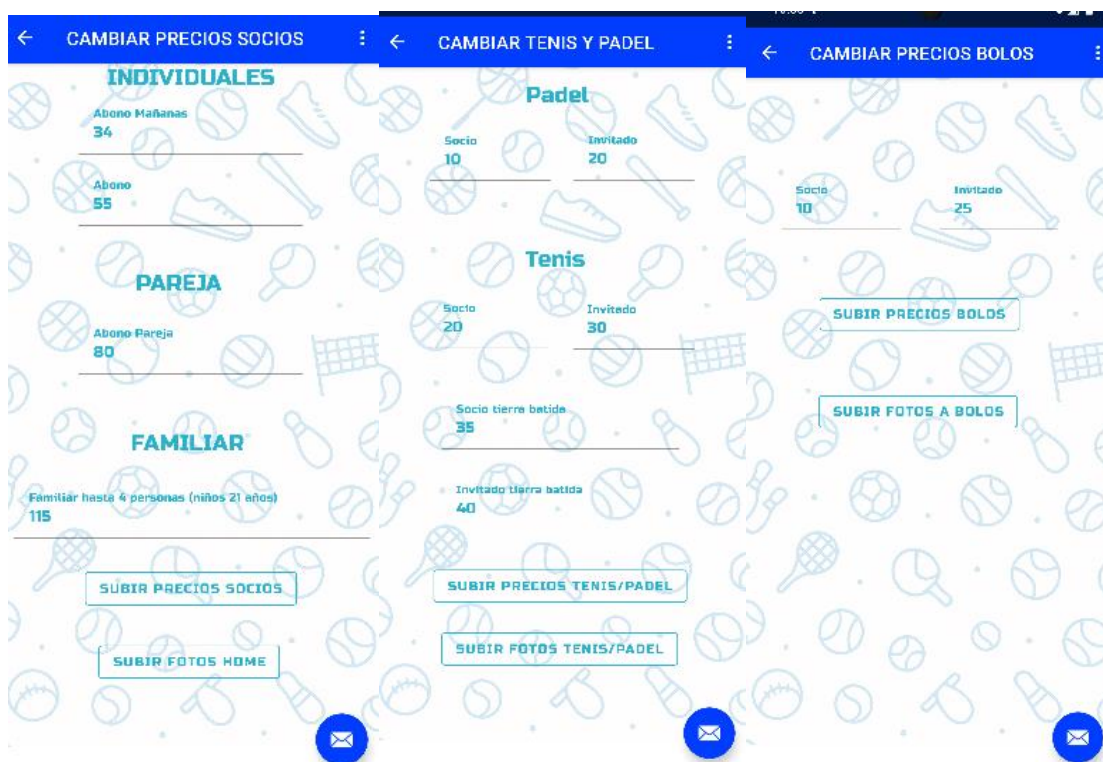 CAMBIAR PRECIOS SOCIOS
INDIVIDUALES
Abono Mañanas
34
Abono
55
PAREJA
Abono Pareja
80
FAMILIAR
Familiar hasta 4 personas (niños 21 años)
115
SUBIR PRECIOS SOCIOS
SUBIR FOTOS HOME
CAMBIAR TENIS Y PADEL
Padel
Socio Invitado
10 20
Tenis
Socio Invitado
20 30
Socio tierra batida
35
Invitado tierra batida
40
SUBIR PRECIOS TENIS/PADEL
SUBIR FOTOS TENIS/PADEL
CAMBIAR PRECIOS BOLOS
Socio Invitado
10 25
SUBIR PRECIOS BOLOS
SUBIR FOTOS A BOLOS